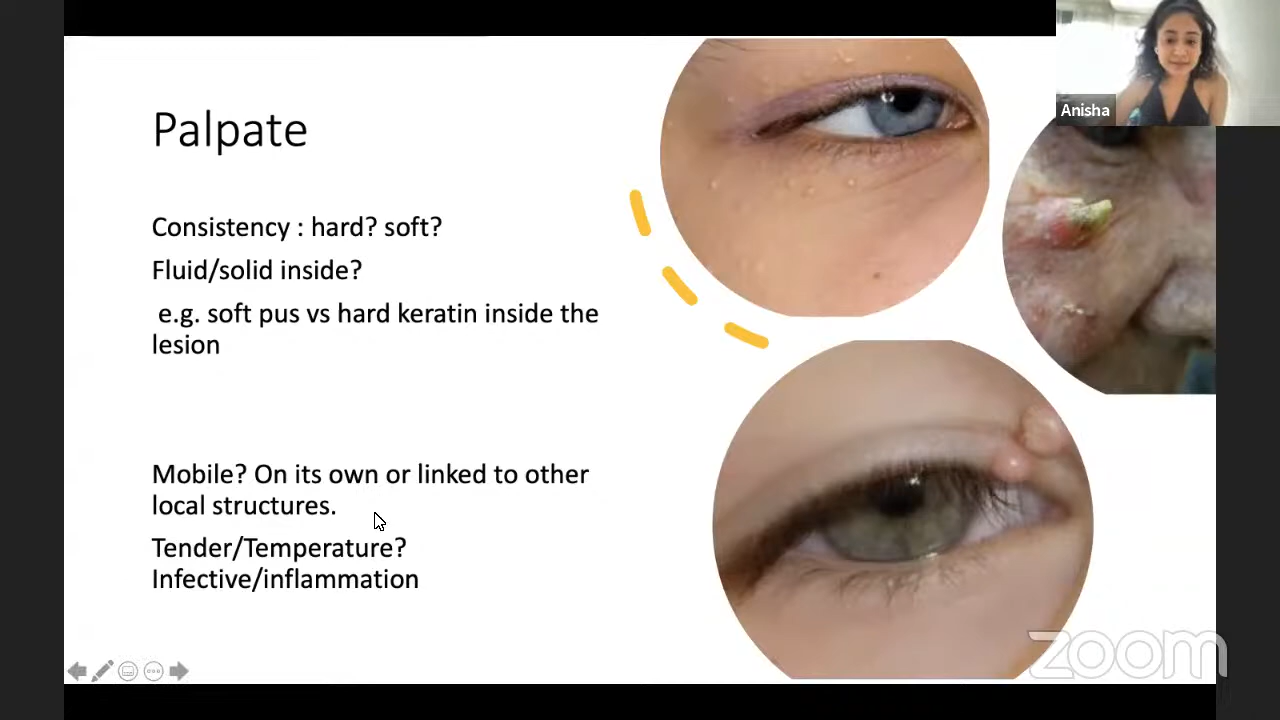 Anisha
Palpate
Consistency : hard? soft?
Fluid/solid inside?
e.g. soft pus vs hard keratin inside the
lesion
Mobile? On its own or linked to other
local structures.
Tender/Temperature?
Infective/inflammation
zoom